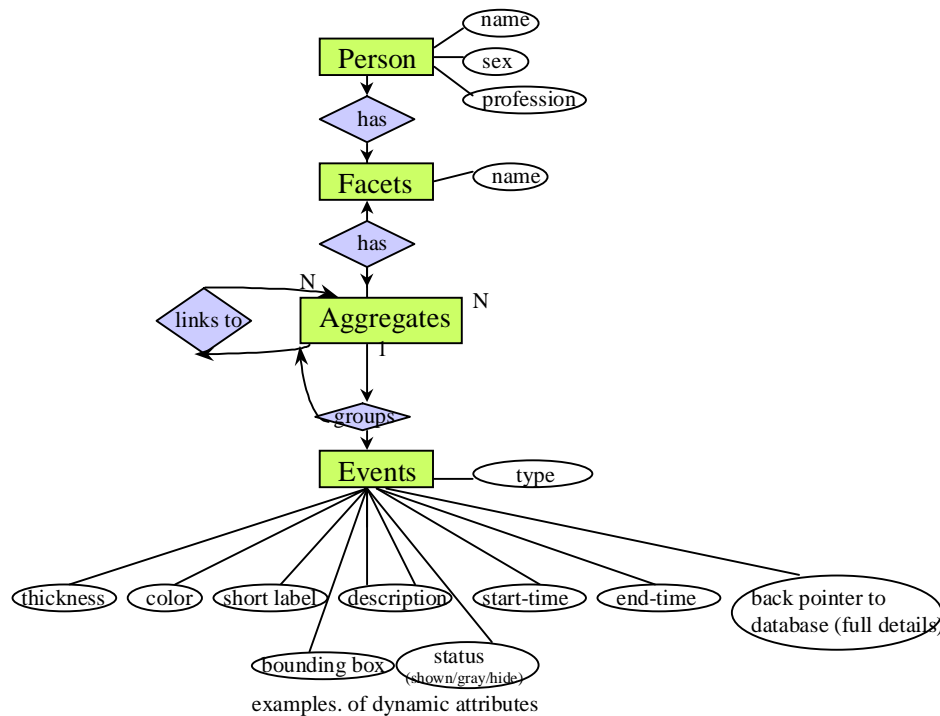 name
Person
sex
profession
has
Facets
name
has
N
N
links to
Aggregates
1
groups
Events
type
thickness
color
short label
description
start-time
end-time
back pointer to
database (full details)
bounding box
status
(shown/gray/hide)
examples. of dynamic attributes